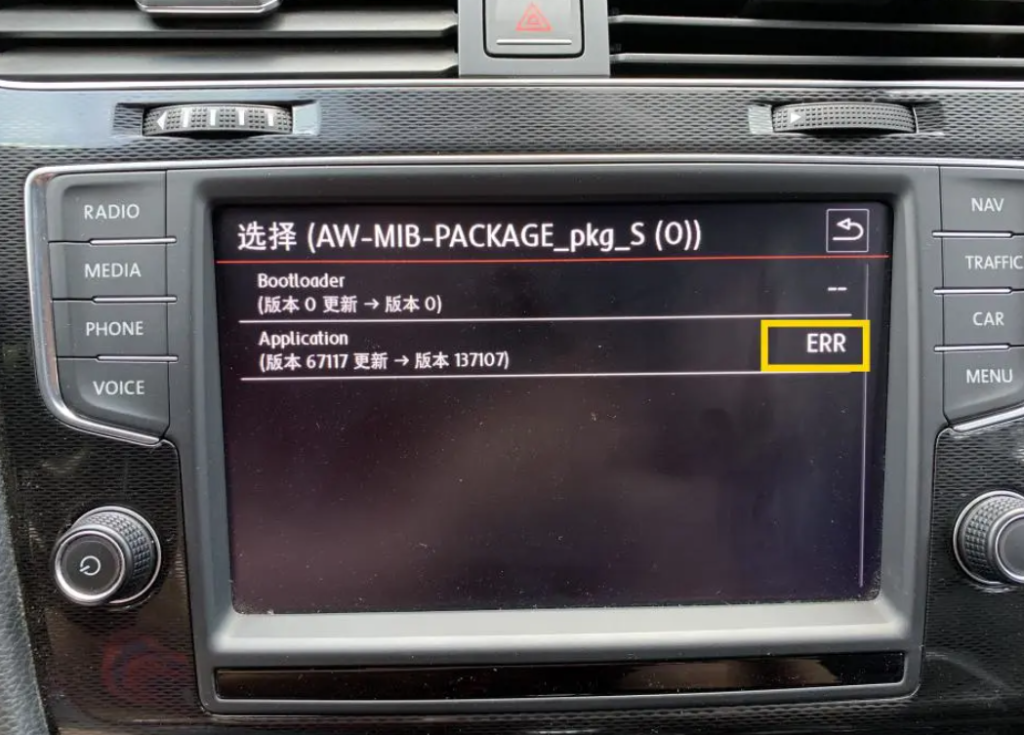 RADIO
MEDIA
PHONE
VOICE
选择 (AW-MIB-PACKAGE_pkg_S (0))
Bootloader
(版本 0 更新 → 版本 0)
--
Application
(版本 67117 更新 → 版本 137107)
ERR
NAV
TRAFFIC
CAR
MENU